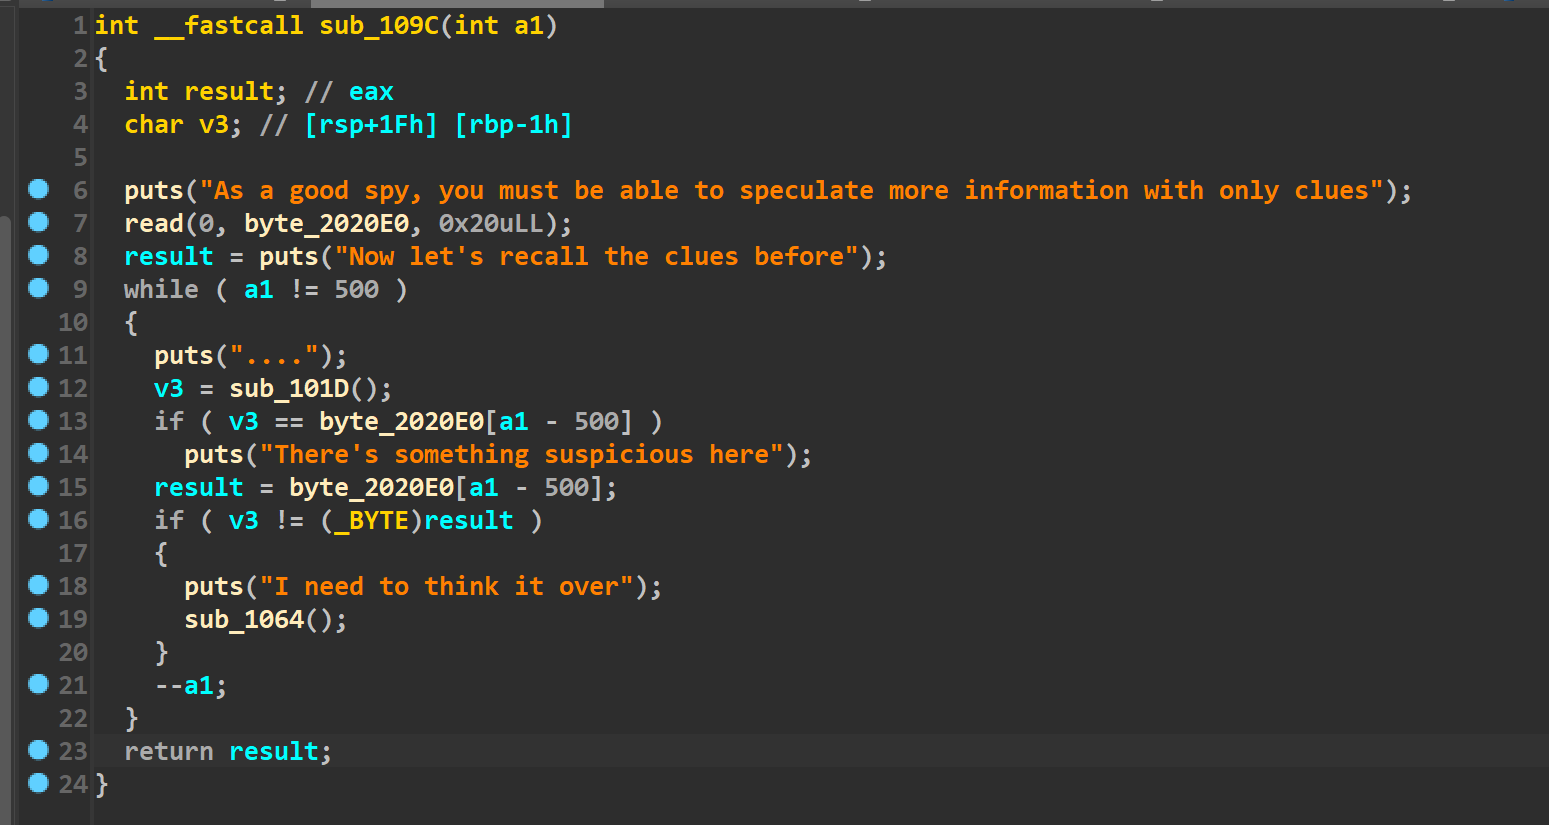 1 int __fastcall sub_109C(int a1)
2 {
3   int result; // eax
4   char v3; // [rsp+1Fh] [rbp-1h]
5
6   puts("As a good spy, you must be able to speculate more information with only clues");
7   read(0, byte_2020E0, 0x20uLL);
8   result = puts("Now let's recall the clues before");
9   while ( a1 != 500 )
10   {
11     puts("....");
12     v3 = sub_101D();
13     if ( v3 == byte_2020E0[a1 - 500] )
14       puts("There's something suspicious here");
15     result = byte_2020E0[a1 - 500];
16     if ( v3 != (_BYTE)result )
17     {
18       puts("I need to think it over");
19       sub_1064();
20     }
21     --a1;
22   }
23   return result;
24 }